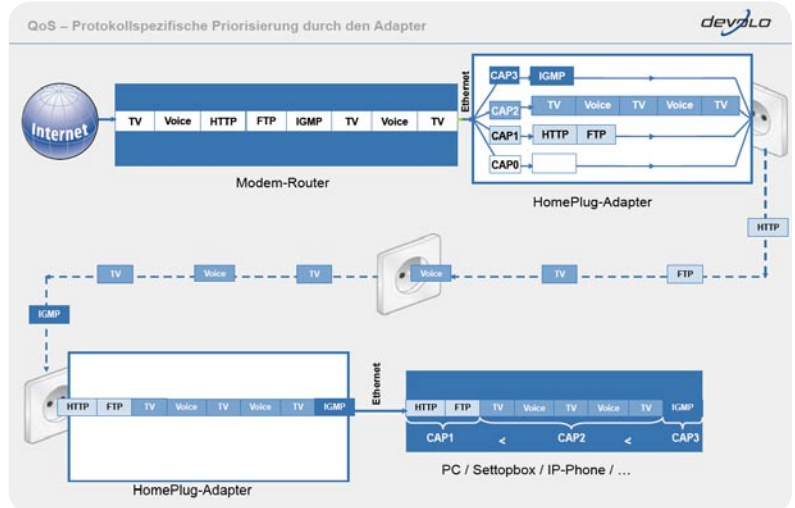 QoS – Protokollspezifische Priorisierung durch den Adapter
devolo
Internet
TV Voice HTTP FTP IGMP TV Voice TV
Modem-Router
Ethernet
CAP3 IGMP
CAP2 TV Voice TV Voice TV
CAP1 HTTP FTP
CAP0
HomePlug-Adapter
HTTP
TV Voice TV Voice TV FTP
IGMP
HTTP FTP TV Voice TV Voice TV IGMP
HomePlug-Adapter
Ethernet
HTTP FTP TV Voice TV Voice TV IGMP
CAP1 < CAP2 < CAP3
PC / Settopbox / IP-Phone / ...